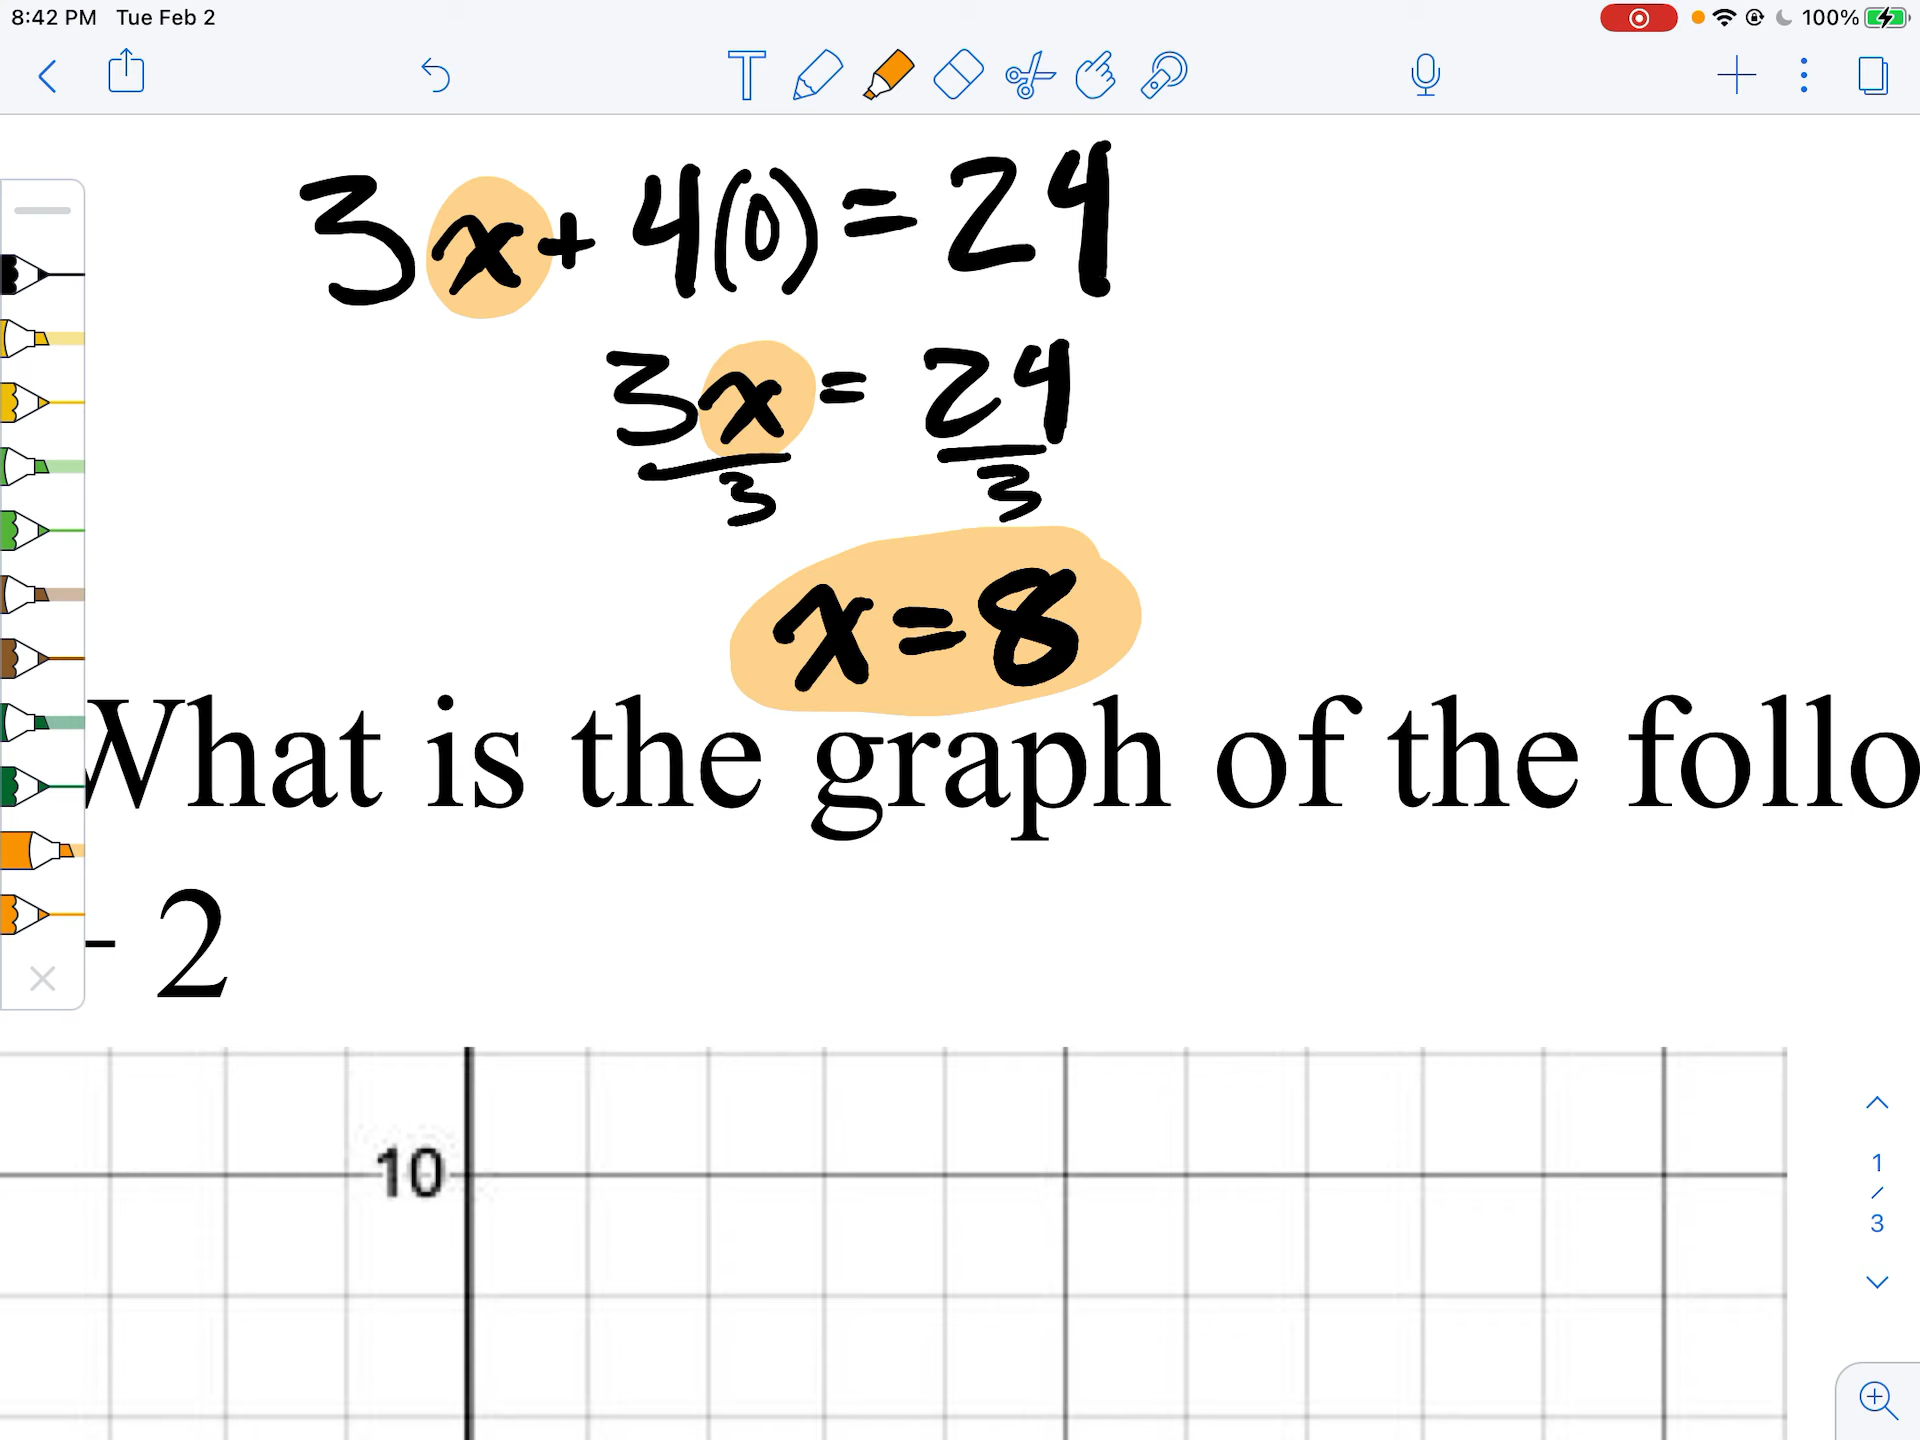 8:42 PM Tue Feb 2 100%
T
3x + 4(0) = 24
3x = 24
3 3
x = 8
What is the graph of the follo
- 2
10
1
/
3